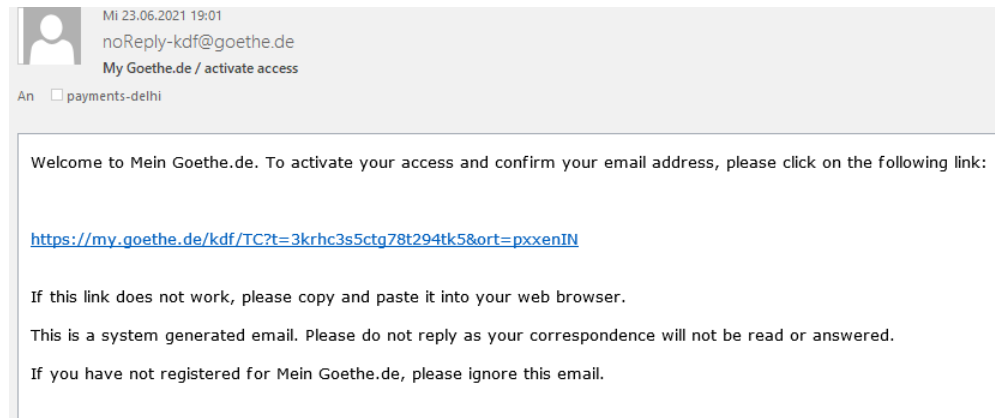 Mi 23.06.2021 19:01
noReply-kdf@goethe.de
My Goethe.de / activate access
An payments-delhi
Welcome to Mein Goethe.de. To activate your access and confirm your email address, please click on the following link:
https://my.goethe.de/kdf/TC?t=3krhc3s5ctg78t294tk5&ort=pxxenIN
If this link does not work, please copy and paste it into your web browser.
This is a system generated email. Please do not reply as your correspondence will not be read or answered.
If you have not registered for Mein Goethe.de, please ignore this email.